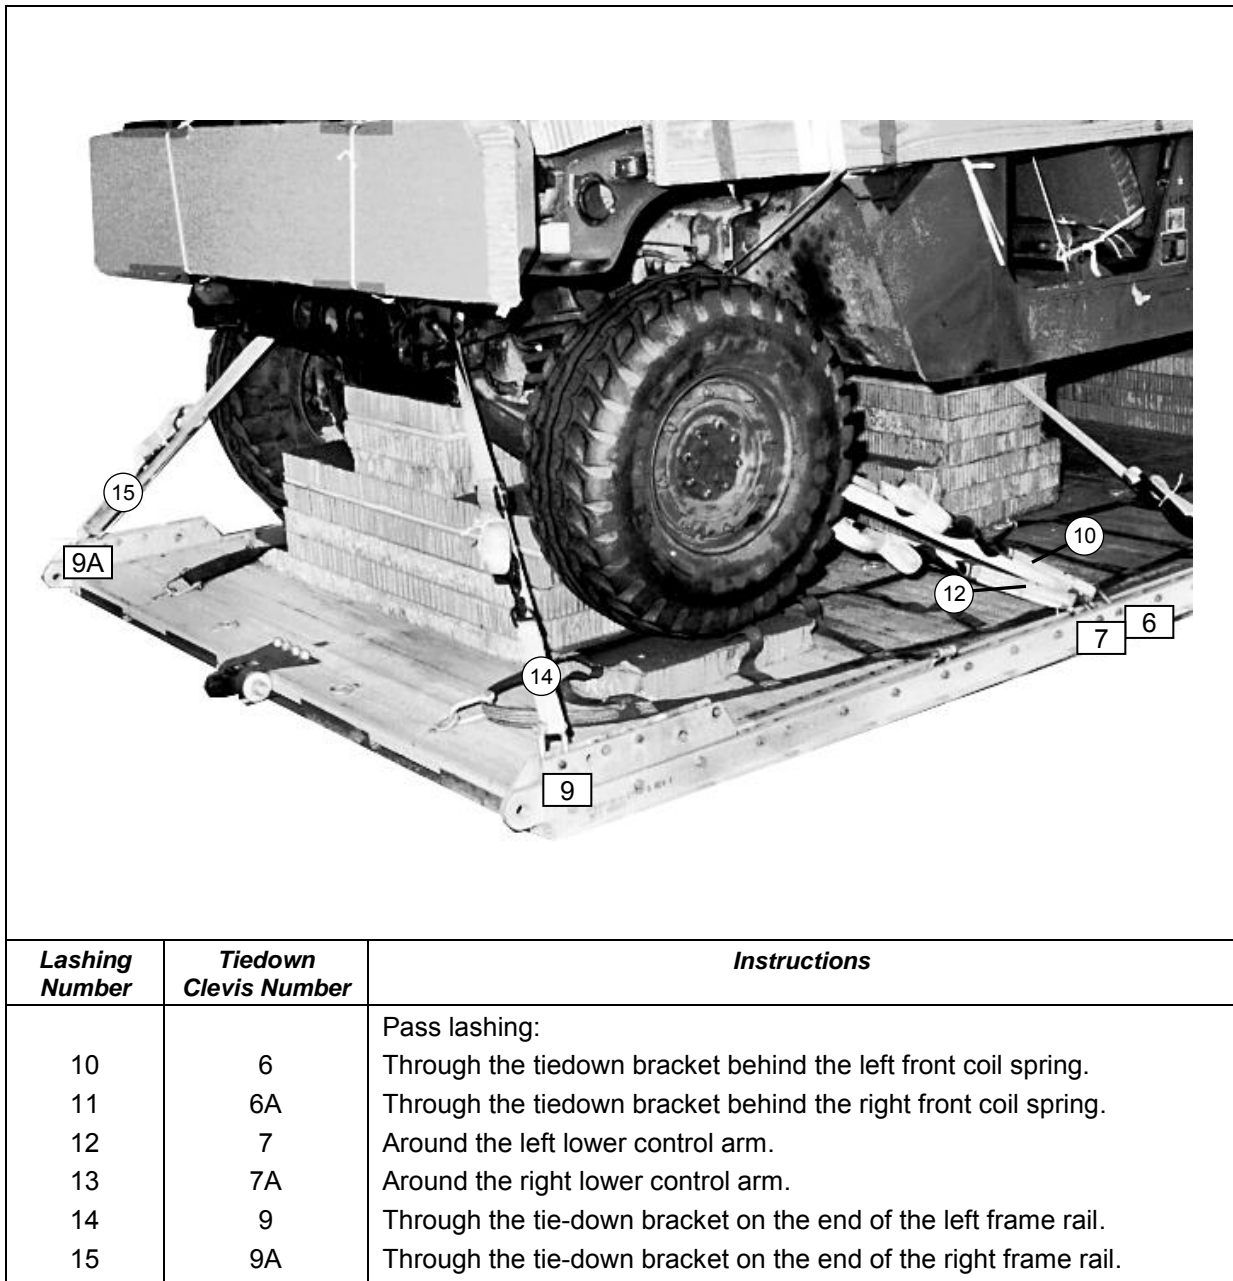 15
9A
10
12
6
7
14
9
Lashing Number Tiedown Clevis Number Instructions
Pass lashing:
10 6 Through the tiedown bracket behind the left front coil spring.
11 6A Through the tiedown bracket behind the right front coil spring.
12 7 Around the left lower control arm.
13 7A Around the right lower control arm.
14 9 Through the tie-down bracket on the end of the left frame rail.
15 9A Through the tie-down bracket on the end of the right frame rail.